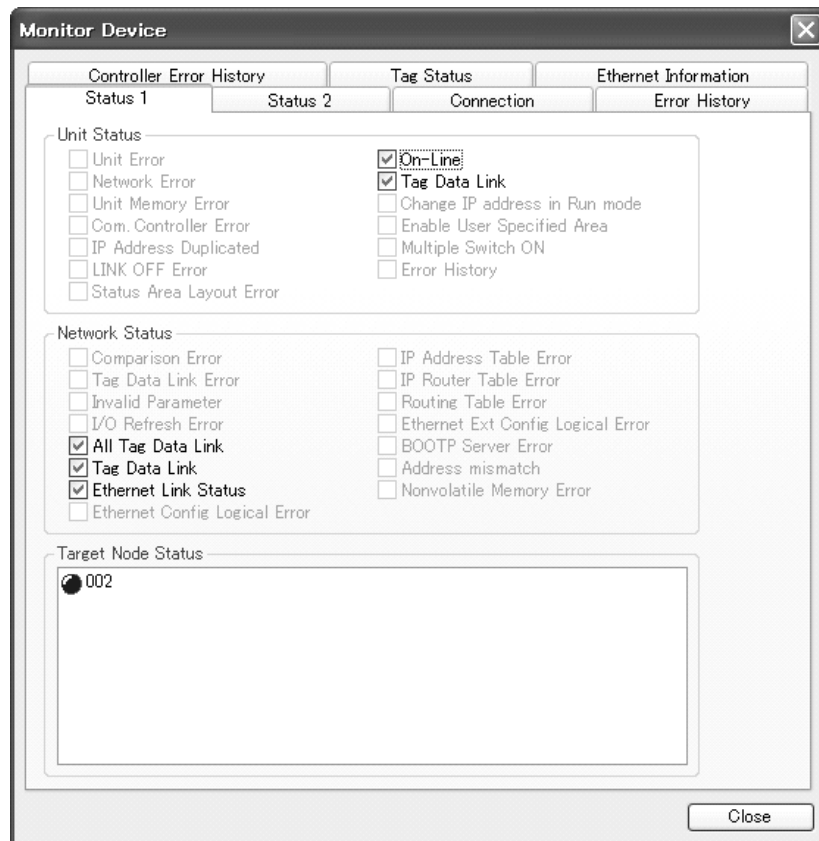 Monitor Device
Controller Error History
Tag Status
Ethernet Information
Status 1
Status 2
Connection
Error History
Unit Status
Unit Error
Network Error
Unit Memory Error
Com. Controller Error
IP Address Duplicated
LINK OFF Error
Status Area Layout Error
On-Line
Tag Data Link
Change IP address in Run mode
Enable User Specified Area
Multiple Switch ON
Error History
Network Status
Comparison Error
Tag Data Link Error
Invalid Parameter
I/O Refresh Error
All Tag Data Link
Tag Data Link
Ethernet Link Status
Ethernet Config Logical Error
IP Address Table Error
IP Router Table Error
Routing Table Error
Ethernet Ext Config Logical Error
BOOTP Server Error
Address mismatch
Nonvolatile Memory Error
Target Node Status
002
Close